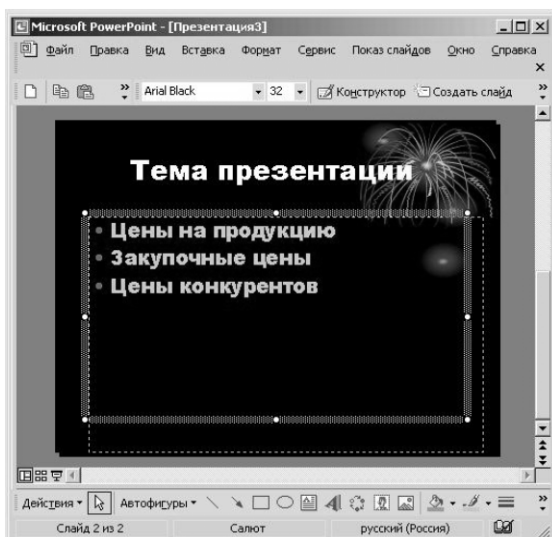 Microsoft PowerPoint - [Презентация3]
Файл Правка Вид Вставка Формат Сервис Показ слайдов Окно Справка
Arial Black 32 Конструктор Создать слайд
Тема презентации
• Цены на продукцию
• Закупочные цены
• Цены конкурентов
Действия Автофигуры
Слайд 2 из 2 Салют русский (Россия)